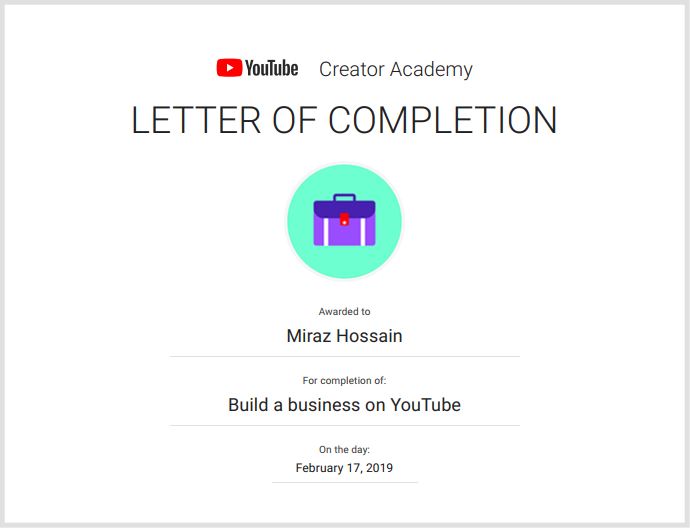 YouTube Creator Academy
LETTER OF COMPLETION
Awarded to
Miraz Hossain
For completion of:
Build a business on YouTube
On the day:
February 17, 2019